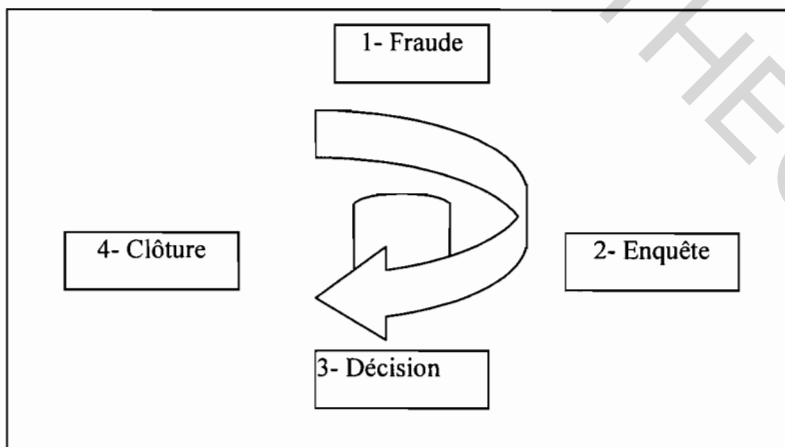 1- Fraude
2- Enquête
3- Décision
4- Clôture